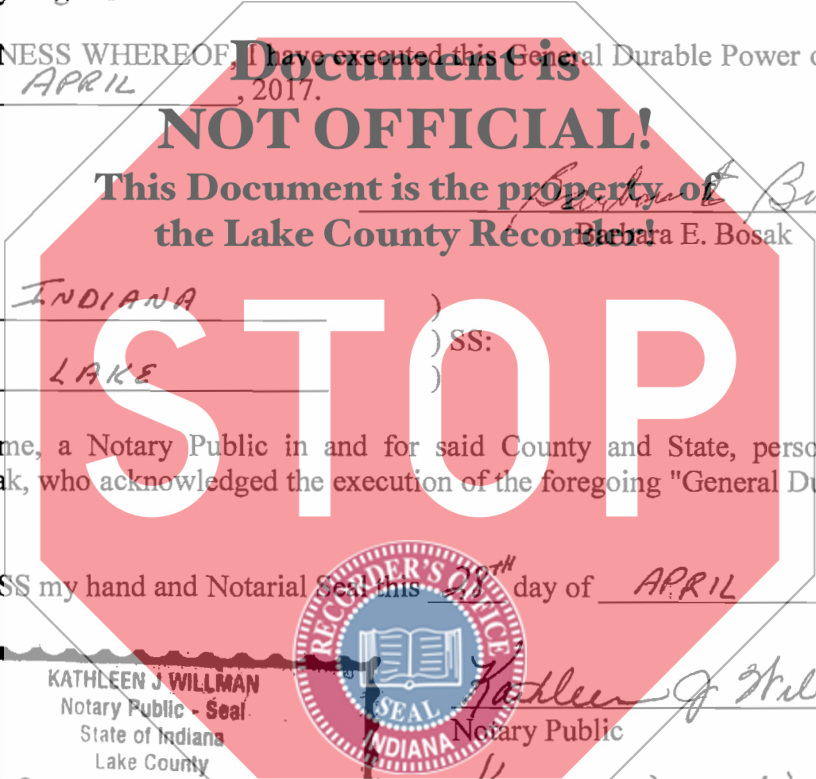 NESS WHEREOF, I have executed this General Durable Power
APRIL, 2017.
Document is
NOT OFFICIAL!
This Document is the property of
the Lake County Recorder!
Barbara E. Bosak
INDIANA )
) SS:
LAKE )
STOP
me, a Notary Public in and for said County and State, perso
ak, who acknowledged the execution of the foregoing "General Du
SS my hand and Notarial Seal this 28TH day of APRIL
RECORDER'S OFFICE
SEAL
INDIANA
KATHLEEN J WILLMAN
Notary Public - Seal
State of Indiana
Lake County
Kathleen J Wil
Notary Public